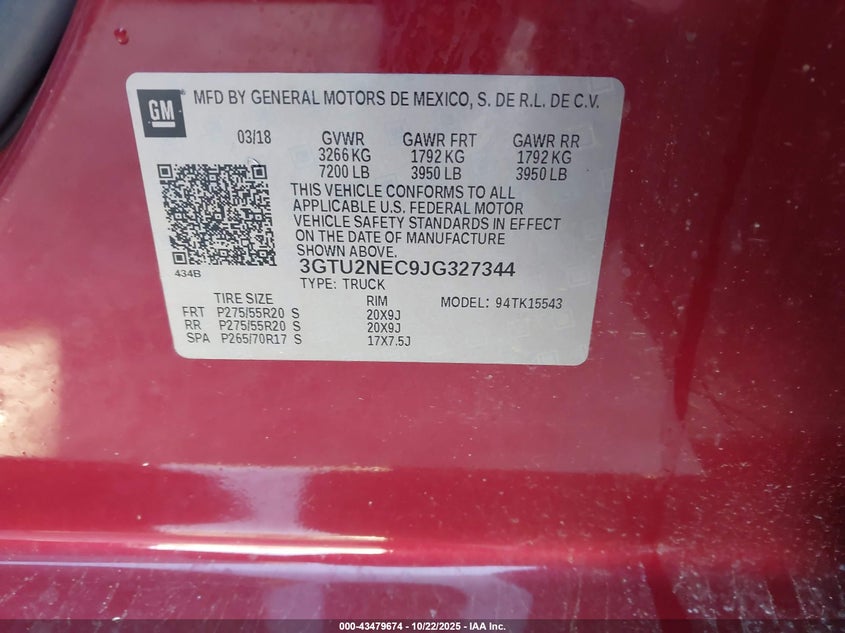 GM
MFD BY GENERAL MOTORS DE MEXICO, S. DE R.L. DE C.V.
03/18 GVWR GAWR FRT GAWR RR
3266 KG 1792 KG 1792 KG
7200 LB 3950 LB 3950 LB
THIS VEHICLE CONFORMS TO ALL
APPLICABLE U.S. FEDERAL MOTOR
VEHICLE SAFETY STANDARDS IN EFFECT
ON THE DATE OF MANUFACTURE
SHOWN ABOVE.
434B 3GTU2NEC9JG327344
TYPE: TRUCK
TIRE SIZE RIM MODEL: 94TK15543
FRT P275/55R20 S 20X9J
RR P275/55R20 S 20X9J
SPA P265/70R17 S 17X7.5J
000-43479674 | 10/22/2025 | IAA Inc.